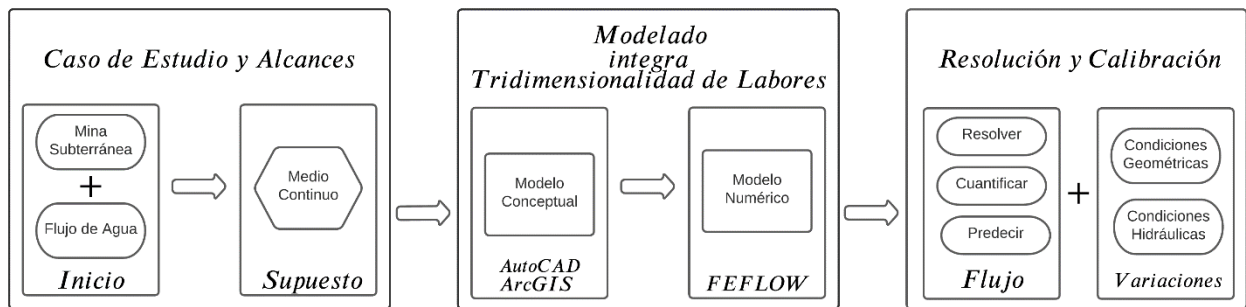 Caso de Estudio y Alcances
Mina
Subterránea
+
Flujo de Agua
Inicio
Medio
Continuo
Supuesto
Modelado
integra
Tridimensionalidad de Labores
Modelo
Conceptual
AutoCAD
ArcGIS
Modelo
Numérico
FEFLOW
Resolución y Calibración
Resolver
Cuantificar
Predecir
Flujo
+
Condiciones
Geométricas
Condiciones
Hidráulicas
Variaciones